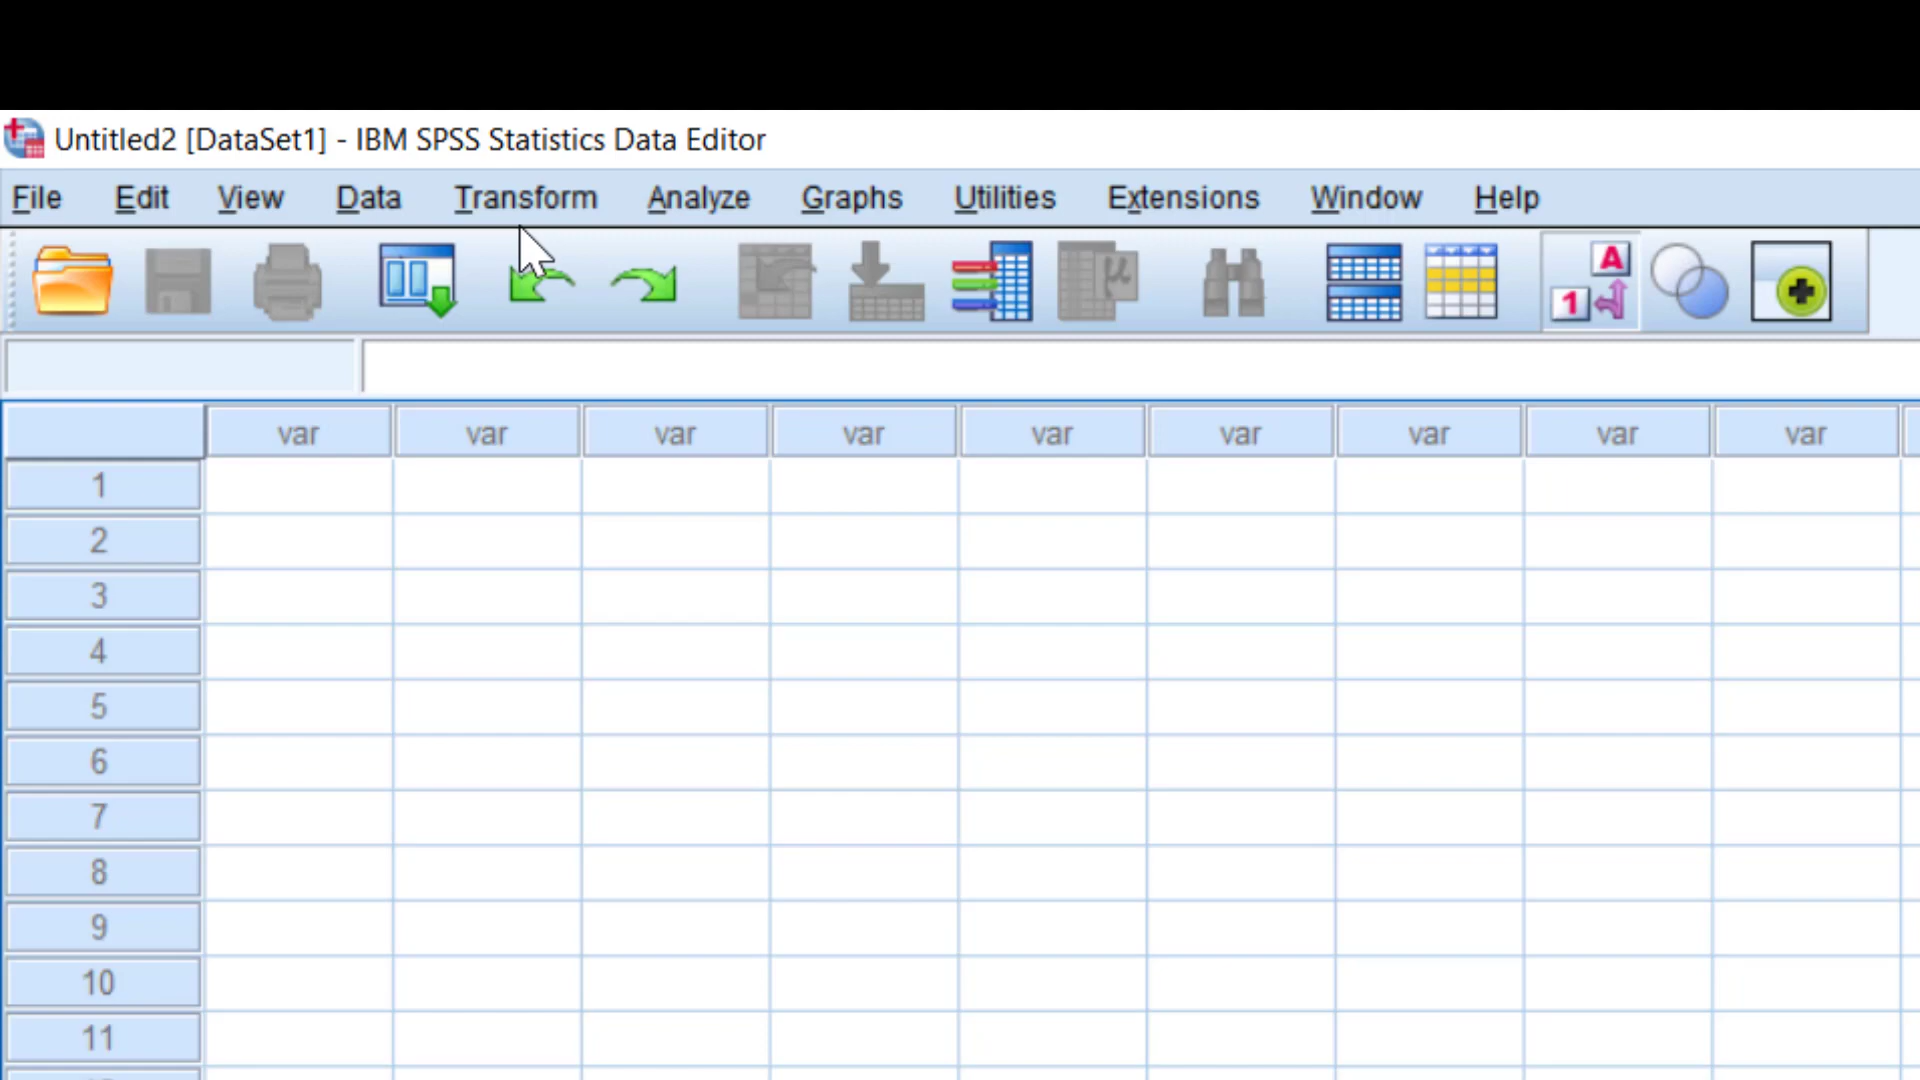 Untitled2 [DataSet1] - IBM SPSS Statistics Data Editor
File Edit View Data Transform Analyze Graphs Utilities Extensions Window Help
μ A 1
var var var var var var var var var
1
2
3
4
5
6
7
8
9
10
11